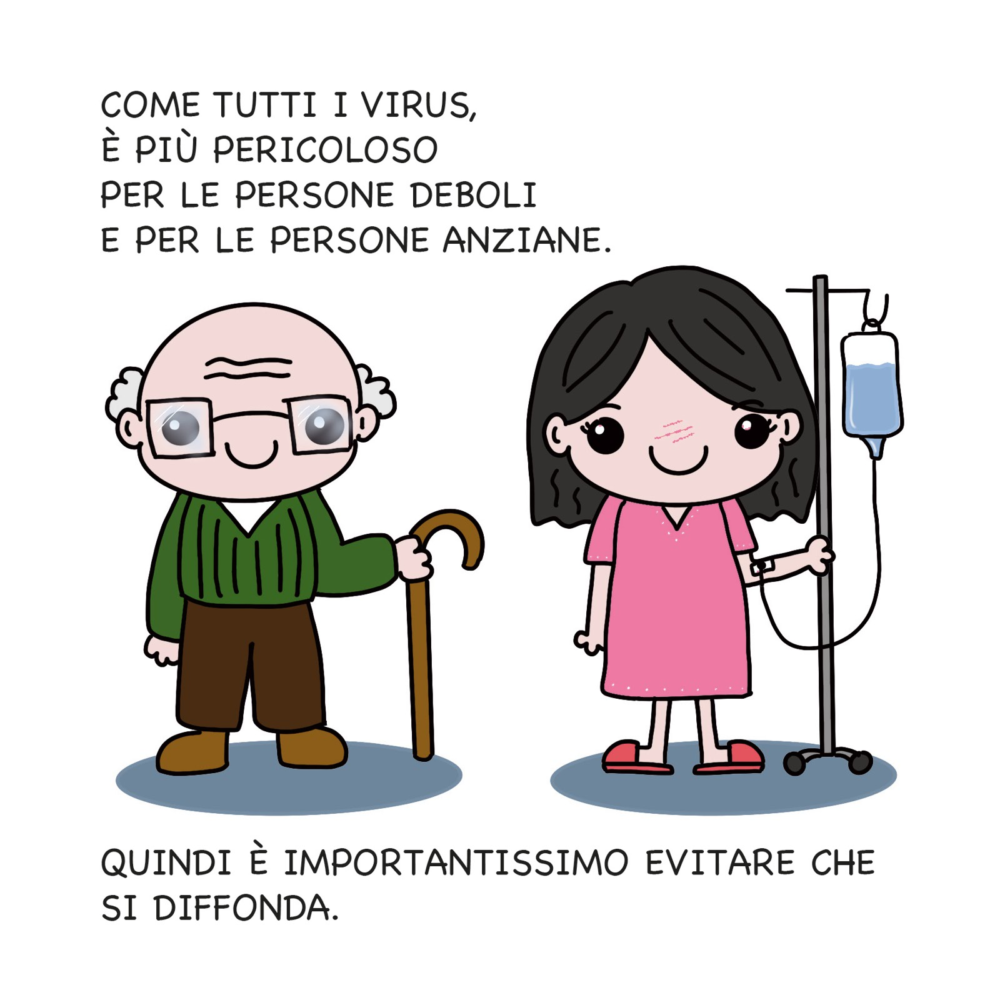 COME TUTTI I VIRUS,
È PIÙ PERICOLOSO
PER LE PERSONE DEBOLI
E PER LE PERSONE ANZIANE.
QUINDI È IMPORTANTISSIMO EVITARE CHE
SI DIFFONDA.